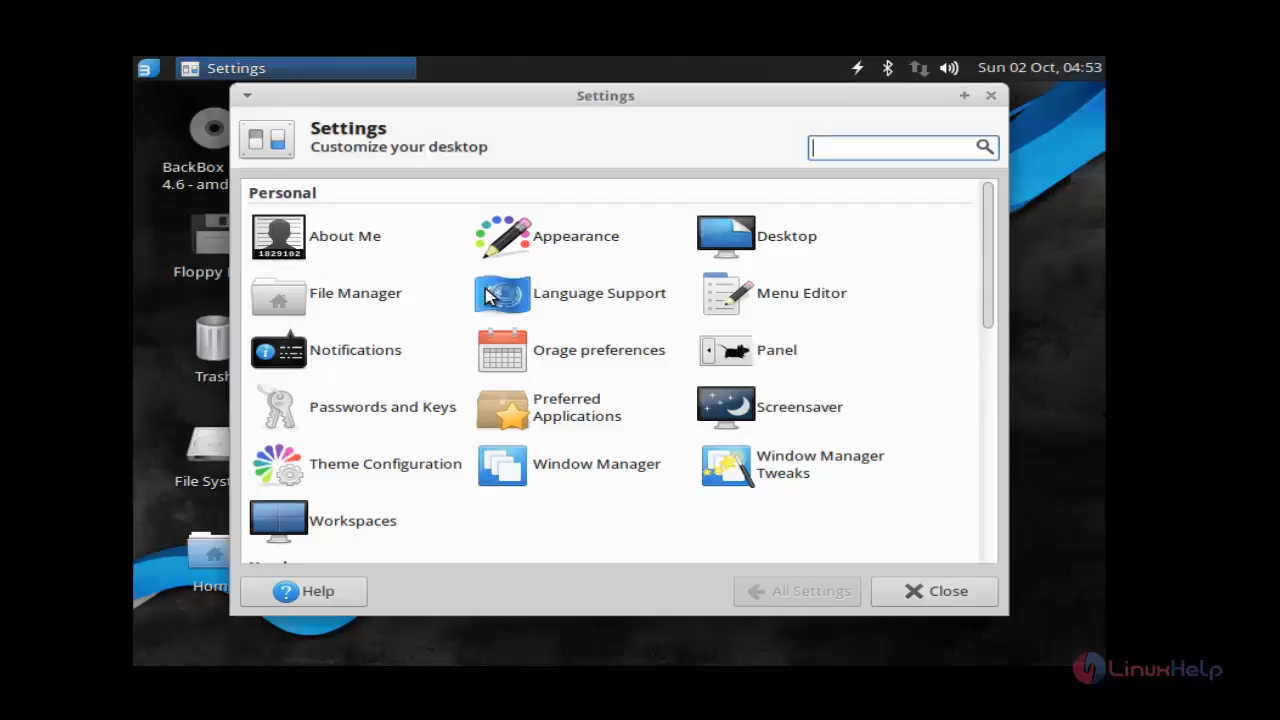 Settings
Sun 02 Oct, 04:53
Settings
Settings
Customize your desktop
BackBox
4.6 - amd
Floppy
Trash
File Sys
Home
Personal
About Me
Appearance
Desktop
File Manager
Language Support
Menu Editor
Notifications
Orage preferences
Panel
Passwords and Keys
Preferred
Applications
Screensaver
Theme Configuration
Window Manager
Window Manager
Tweaks
Workspaces
1829182
Help
All Settings
Close
LinuxHelp